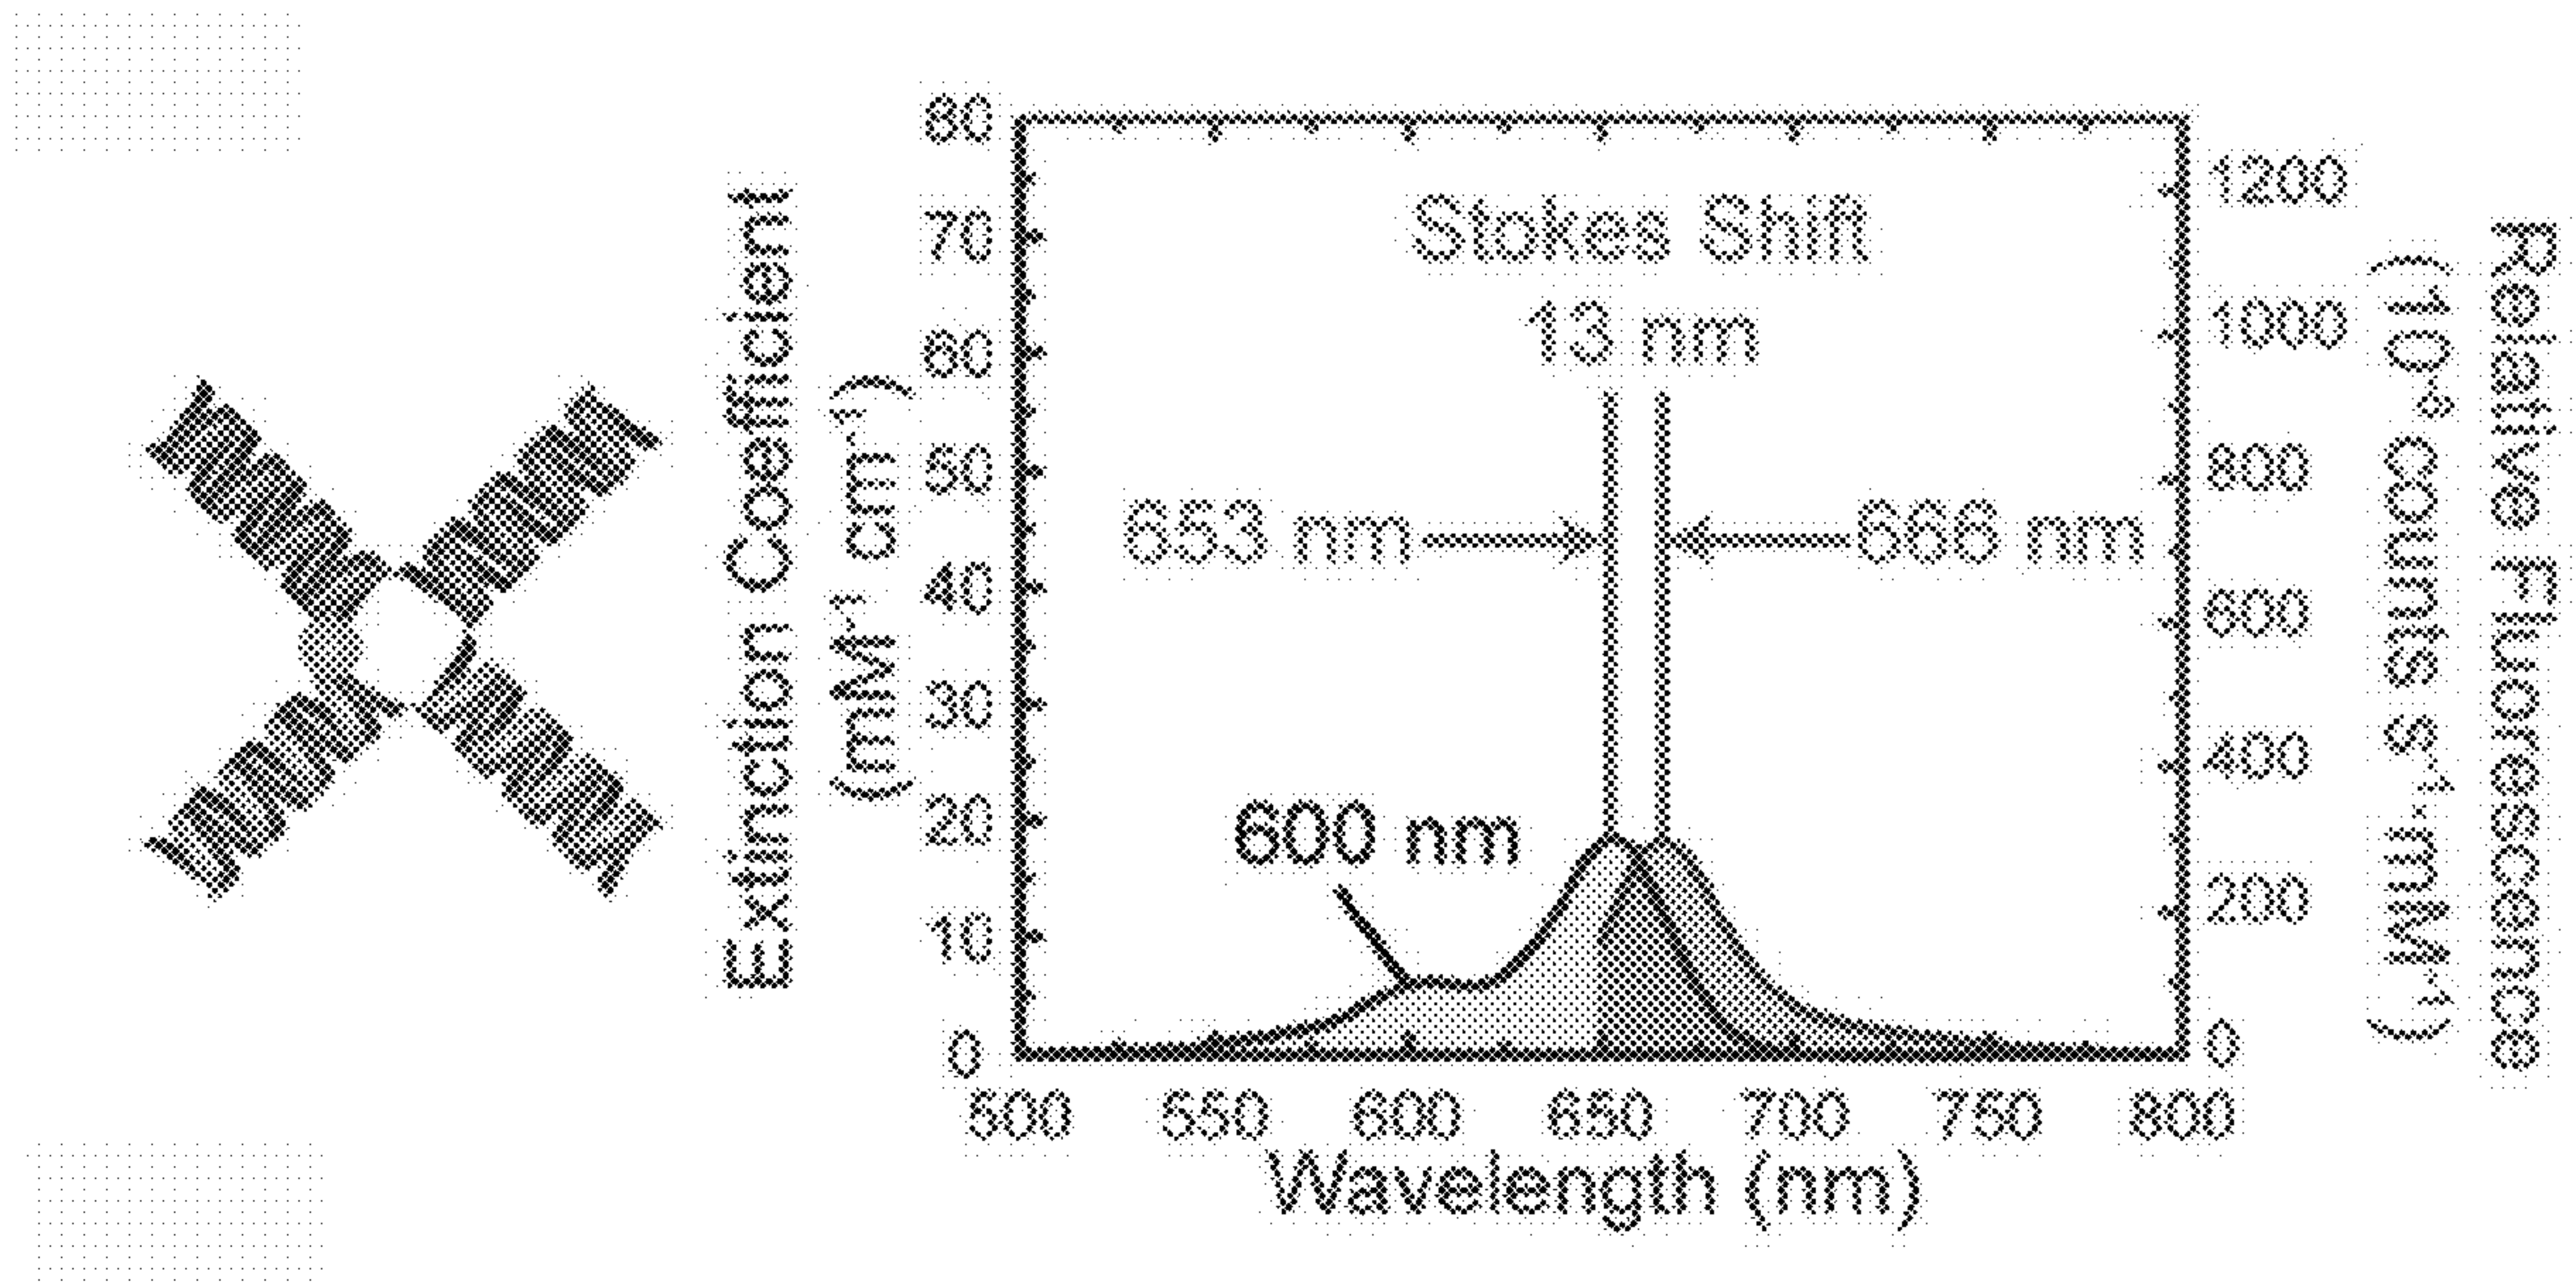 Extinction Coefficient
(mM⁻¹ cm⁻¹)
80
70
60
50
40
30
20
10
0
Stokes Shift
13 nm
653 nm
666 nm
600 nm
1200
1000
800
600
400
200
0
Relative Fluorescence
counts s⁻¹ mM⁻¹)
500 550 600 650 700 750 800
Wavelength (nm)